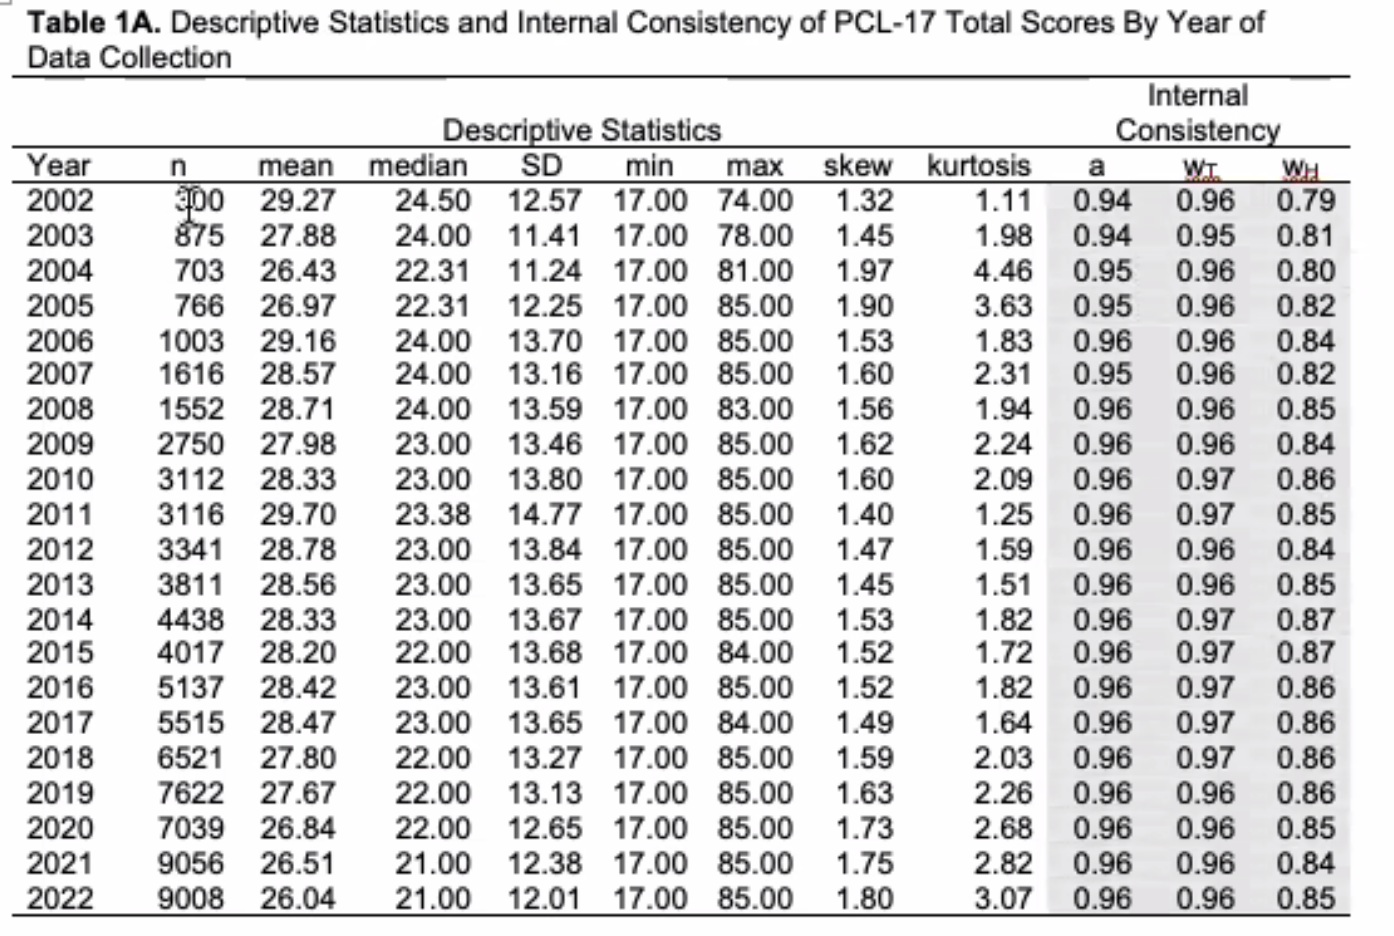 Table 1A. Descriptive Statistics and Internal Consistency of PCL-17 Total Scores By Year of
Data Collection
Internal
Descriptive Statistics Consistency
Year n mean median SD min max skew kurtosis a wT wH
2002 300 29.27 24.50 12.57 17.00 74.00 1.32 1.11 0.94 0.96 0.79
2003 875 27.88 24.00 11.41 17.00 78.00 1.45 1.98 0.94 0.95 0.81
2004 703 26.43 22.31 11.24 17.00 81.00 1.97 4.46 0.95 0.96 0.80
2005 766 26.97 22.31 12.25 17.00 85.00 1.90 3.63 0.95 0.96 0.82
2006 1003 29.16 24.00 13.70 17.00 85.00 1.53 1.83 0.96 0.96 0.84
2007 1616 28.57 24.00 13.16 17.00 85.00 1.60 2.31 0.95 0.96 0.82
2008 1552 28.71 24.00 13.59 17.00 83.00 1.56 1.94 0.96 0.96 0.85
2009 2750 27.98 23.00 13.46 17.00 85.00 1.62 2.24 0.96 0.96 0.84
2010 3112 28.33 23.00 13.80 17.00 85.00 1.60 2.09 0.96 0.97 0.86
2011 3116 29.70 23.38 14.77 17.00 85.00 1.40 1.25 0.96 0.97 0.85
2012 3341 28.78 23.00 13.84 17.00 85.00 1.47 1.59 0.96 0.96 0.84
2013 3811 28.56 23.00 13.65 17.00 85.00 1.45 1.51 0.96 0.96 0.85
2014 4438 28.33 23.00 13.67 17.00 85.00 1.53 1.82 0.96 0.97 0.87
2015 4017 28.20 22.00 13.68 17.00 84.00 1.52 1.72 0.96 0.97 0.87
2016 5137 28.42 23.00 13.61 17.00 85.00 1.52 1.82 0.96 0.97 0.86
2017 5515 28.47 23.00 13.65 17.00 84.00 1.49 1.64 0.96 0.97 0.86
2018 6521 27.80 22.00 13.27 17.00 85.00 1.59 2.03 0.96 0.97 0.86
2019 7622 27.67 22.00 13.13 17.00 85.00 1.63 2.26 0.96 0.96 0.86
2020 7039 26.84 22.00 12.65 17.00 85.00 1.73 2.68 0.96 0.96 0.85
2021 9056 26.51 21.00 12.38 17.00 85.00 1.75 2.82 0.96 0.96 0.84
2022 9008 26.04 21.00 12.01 17.00 85.00 1.80 3.07 0.96 0.96 0.85